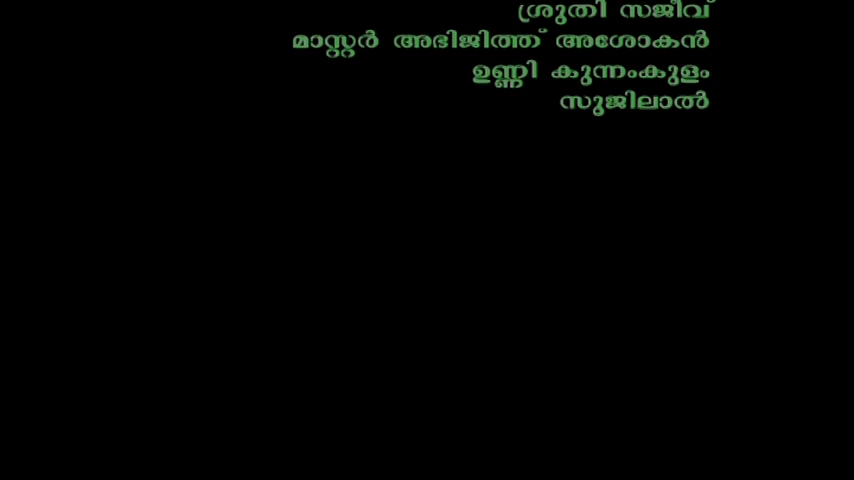 ശ്രുതി സജീവ്
മാസ്റ്റർ അഭിജിത്ത് അശോകൻ
ഉണ്ണി കുന്നംകുളം
സുജിലാൽ